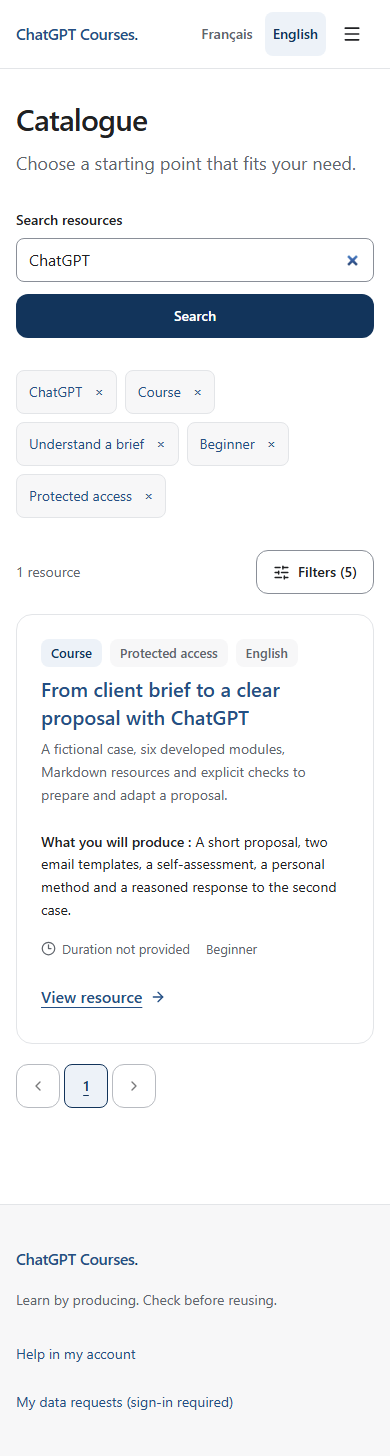 ChatGPT Courses.
Français
English
Catalogue
Choose a starting point that fits your need.
Search resources
ChatGPT
Search
ChatGPT ×
Course ×
Understand a brief ×
Beginner ×
Protected access ×
1 resource
Filters (5)
Course
Protected access
English
From client brief to a clear
proposal with ChatGPT
A fictional case, six developed modules,
Markdown resources and explicit checks to
prepare and adapt a proposal.
What you will produce : A short proposal, two
email templates, a self-assessment, a personal
method and a reasoned response to the second
case.
Duration not provided
Beginner
View resource →
1
ChatGPT Courses.
Learn by producing. Check before reusing.
Help in my account
My data requests (sign-in required)